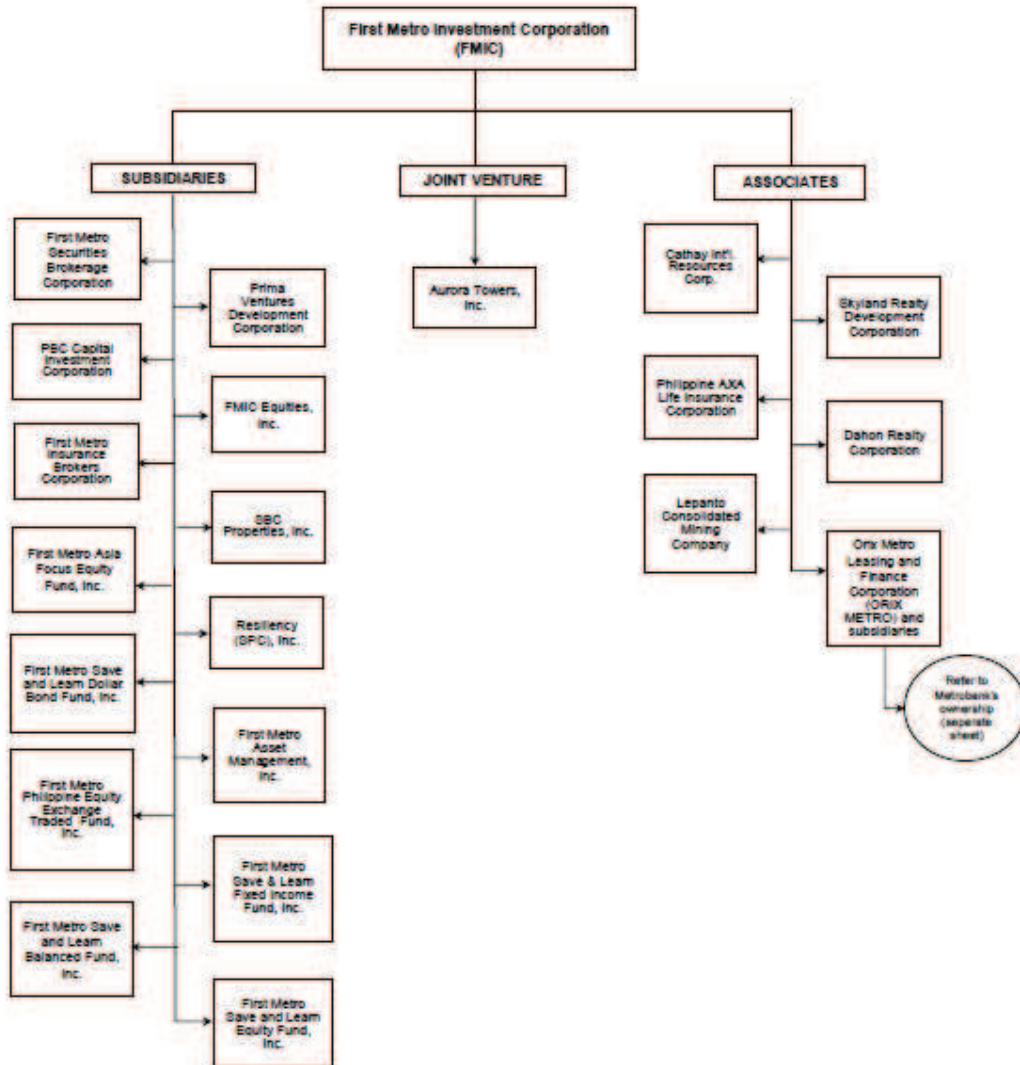 First Metro Investment Corporation
(FMIC)
SUBSIDIARIES
JOINT VENTURE
ASSOCIATES
First Metro
Securities
Brokerage
Corporation
Prima
Ventures
Development
Corporation
PBC Capital
Investment
Corporation
FMIC Equities,
Inc.
First Metro
Insurance
Brokers
Corporation
SBC
Properties, Inc.
First Metro Asia
Focus Equity
Fund, Inc.
Resiliency
(SPC), Inc.
First Metro Save
and Learn Dollar
Bond Fund, Inc.
First Metro
Asset
Management,
Inc.
First Metro
Philippine Equity
Exchange
Traded Fund,
Inc.
First Metro
Save & Learn
Fixed Income
Fund, Inc.
First Metro Save
and Learn
Balanced Fund,
Inc.
First Metro
Save and Learn
Equity Fund,
Inc.
Aurora Towers,
Inc.
Cathay Int'l.
Resources
Corp.
Skyland Realty
Development
Corporation
Philippine AXA
Life Insurance
Corporation
Dahon Realty
Corporation
Lepanto
Consolidated
Mining
Company
Orix Metro
Leasing and
Finance
Corporation
(ORIX
METRO) and
subsidiaries
Refer to
Metrobank's
ownership
(seperate
sheet)